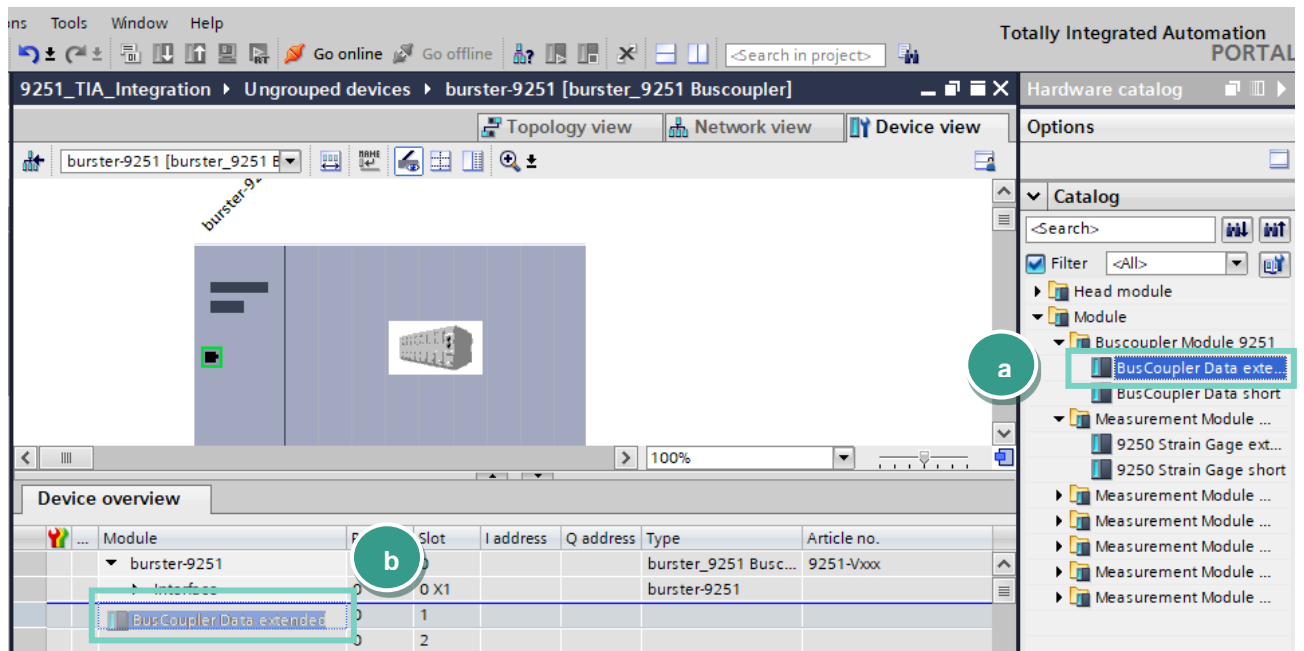 ns Tools Window Help
Totally Integrated Automation
PORTAL
Go online Go offline <Search in project>
9251_TIA_Integration ▸ Ungrouped devices ▸ burster-9251 [burster_9251 Buscoupler]
Hardware catalog
Topology view Network view Device view
Options
burster-9251 [burster_9251 B
Catalog
<Search>
Filter <All>
Head module
Module
Buscoupler Module 9251
a
BusCoupler Data exte...
BusCoupler Data short
Measurement Module ...
9250 Strain Gage ext...
9250 Strain Gage short
Measurement Module ...
Measurement Module ...
Measurement Module ...
Measurement Module ...
Measurement Module ...
100%
Device overview
... Module Slot I address Q address Type Article no.
b
burster-9251 burster_9251 Busc... 9251-Vxxx
Interface 0 0 X1 burster-9251
BusCoupler Data extended 0 1
0 2